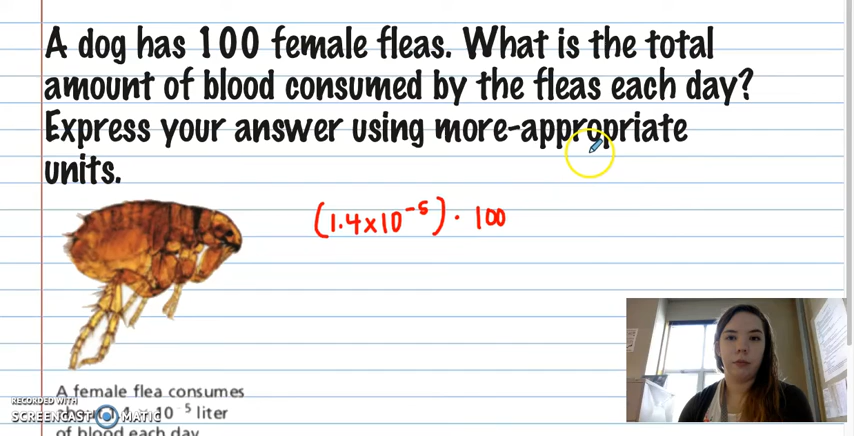 A dog has 100 female fleas. What is the total
amount of blood consumed by the fleas each day?
Express your answer using more-appropriate
units.
(1.4x10⁻⁵) · 100
A female flea consumes
RECORDED WITH
SCREENCAST MATIC
10⁻⁵ liter
of blood each day